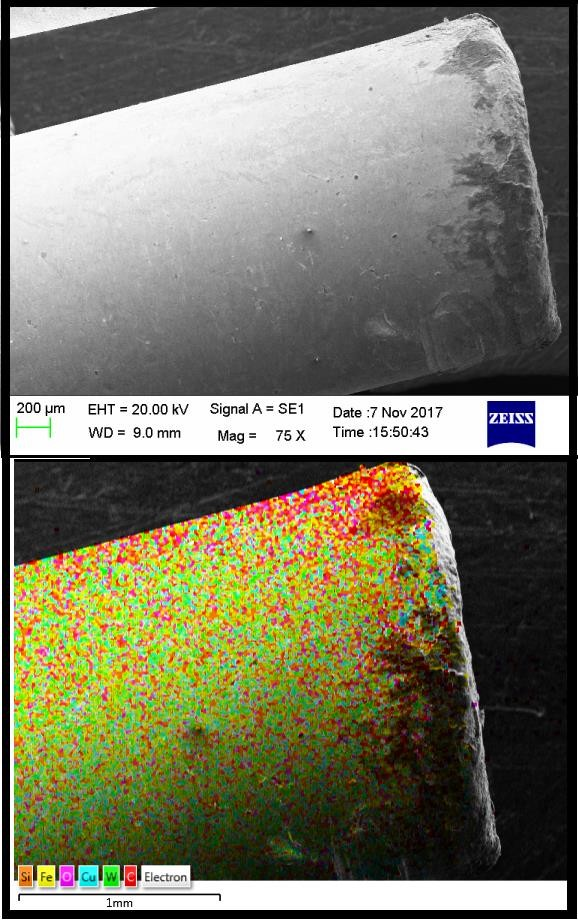 200 µm
EHT = 20.00 kV
Signal A = SE1
Date :7 Nov 2017
ZEISS
WD = 9.0 mm
Mag = 75 X
Time :15:50:43
Si Fe O Cu W C Electron
1mm